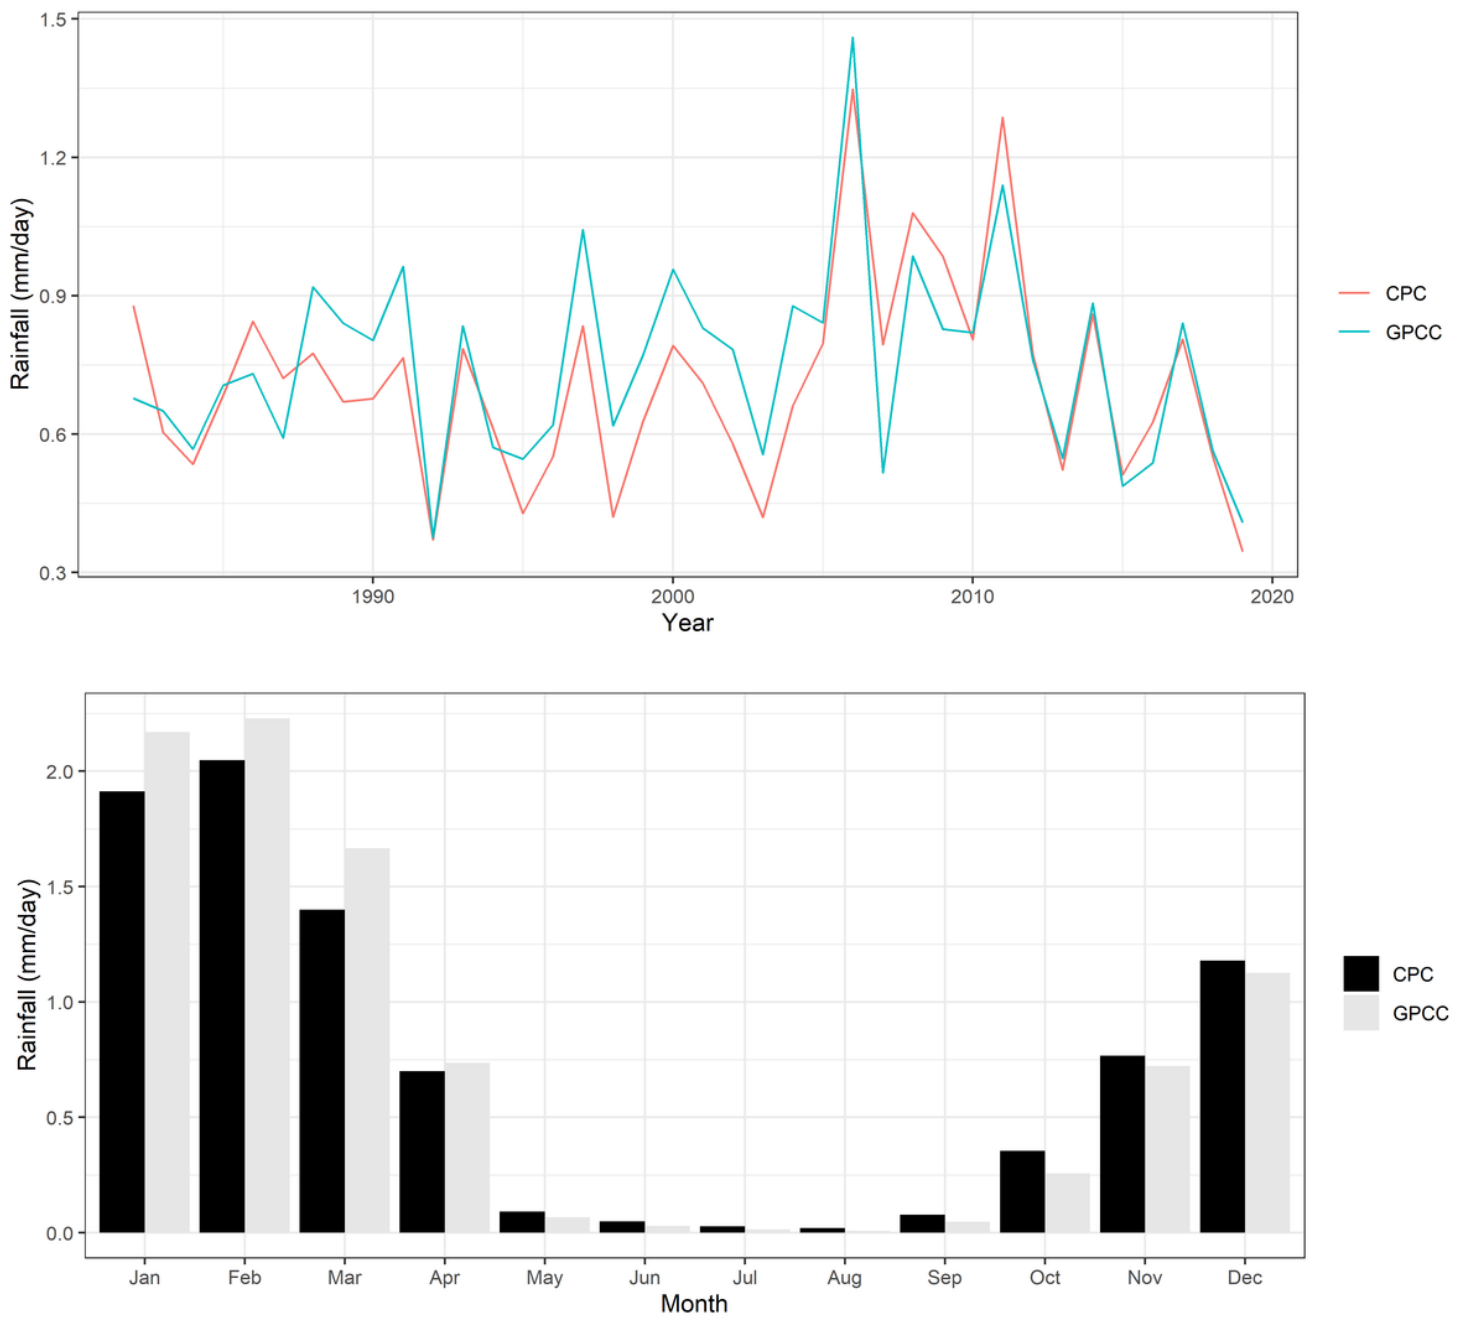 1.5
1.2
0.9
0.6
0.3
Rainfall (mm/day)
1990 2000 2010 2020
Year
CPC
GPCC
2.0
1.5
1.0
0.5
0.0
Rainfall (mm/day)
Jan Feb Mar Apr May Jun Jul Aug Sep Oct Nov Dec
Month
CPC
GPCC